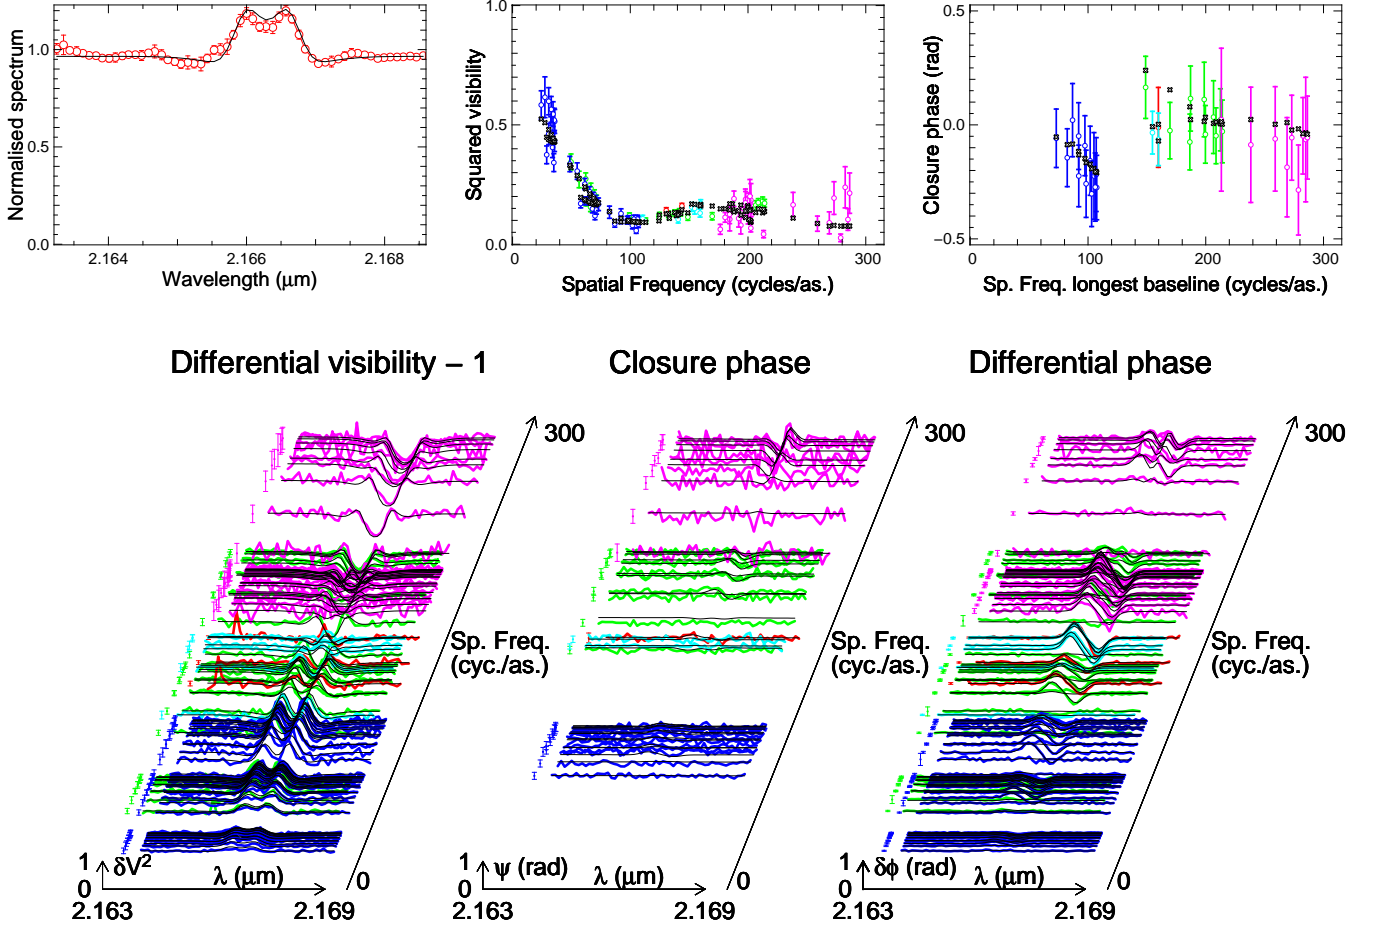 Normalised spectrum
1.0
0.5
0.0
2.164
2.166
2.168
Wavelength (μm)
Squared visibility
1.0
0.5
0.0
0
100
200
300
Spatial Frequency (cycles/as.)
Closure phase (rad)
0.5
0.0
−0.5
0
100
200
300
Sp. Freq. longest baseline (cycles/as.)
Differential visibility − 1
Closure phase
Differential phase
300
300
300
Sp. Freq.
(cyc./as.)
Sp. Freq.
(cyc./as.)
Sp. Freq.
(cyc./as.)
1
δV²
0
λ (μm)
0
2.163
2.169
1
ψ (rad)
0
λ (μm)
0
2.163
2.169
1
δϕ (rad)
0
λ (μm)
0
2.163
2.169